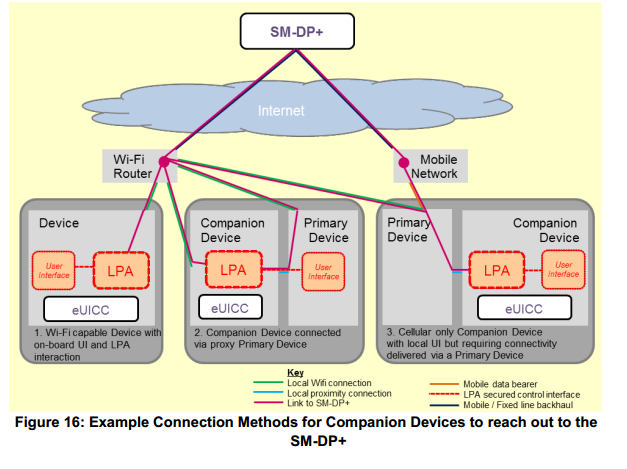 SM-DP+
Internet
Wi-Fi
Router
Mobile
Network
Device
User
Interface
LPA
eUICC
1. Wi-Fi capable Device with
on-board UI and LPA
interaction
Companion
Device
Primary
Device
LPA
User
Interface
eUICC
2. Companion Device connected
via proxy Primary Device
Primary
Device
Companion
Device
LPA
User
Interface
eUICC
3. Cellular only Companion Device
with local UI but requiring connectivity
delivered via a Primary Device
Key
Local Wifi connection
Local proximity connection
Link to SM-DP+
Mobile data bearer
LPA secured control interface
Mobile / Fixed line backhaul
Figure 16: Example Connection Methods for Companion Devices to reach out to the
SM-DP+